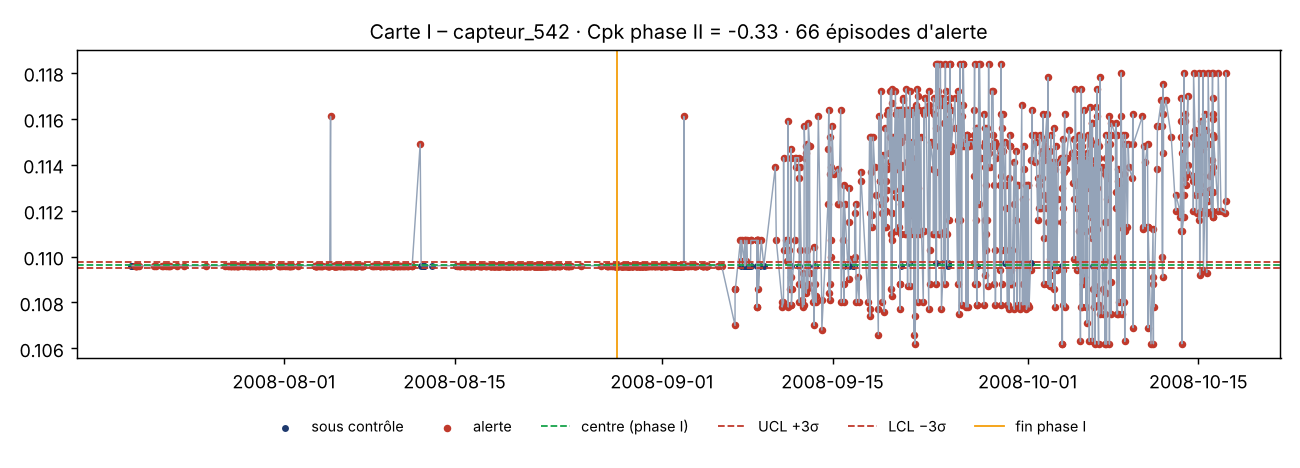 Carte I – capteur_542 · Cpk phase II = -0.33 · 66 épisodes d'alerte
0.118
0.116
0.114
0.112
0.110
0.108
0.106
2008-08-01 2008-08-15 2008-09-01 2008-09-15 2008-10-01 2008-10-15
sous contrôle alerte centre (phase I) UCL +3σ LCL −3σ fin phase I